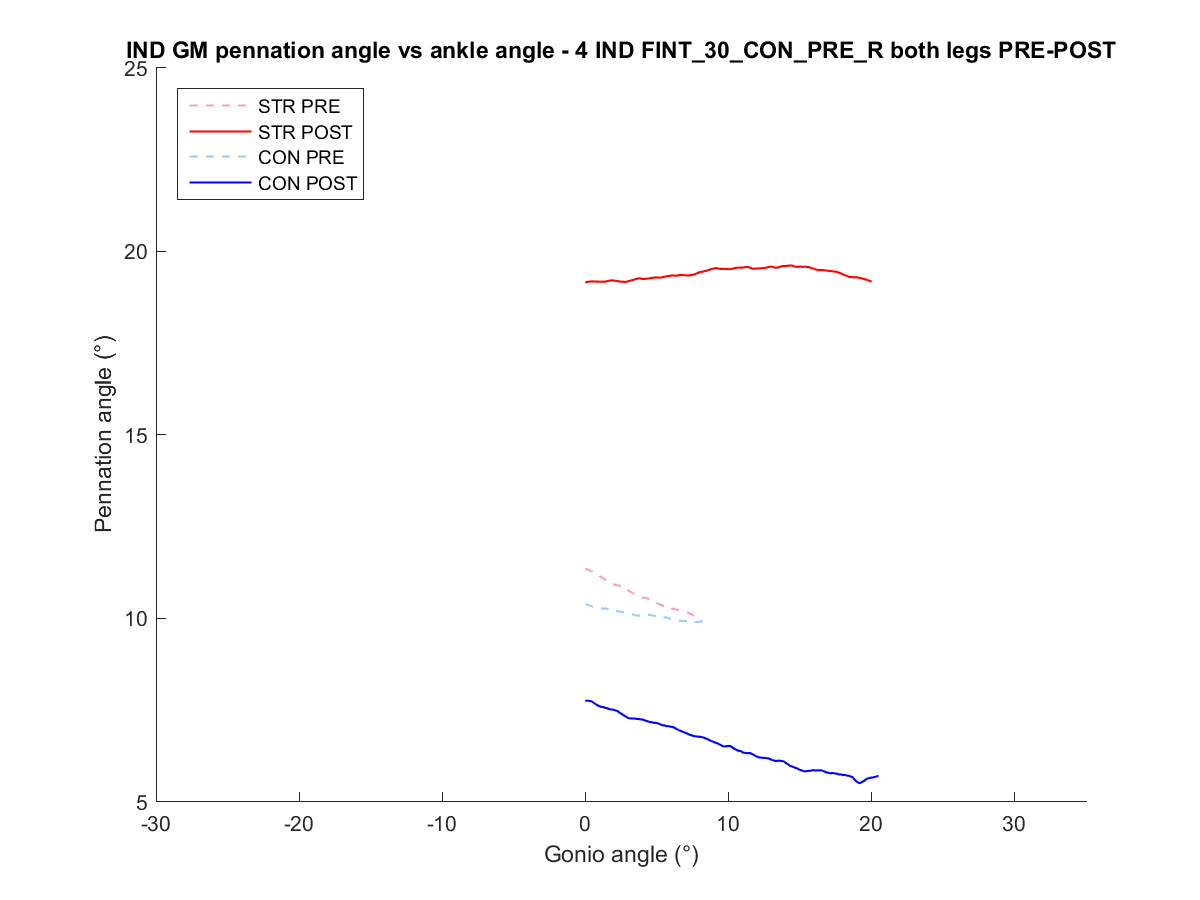 IND GM pennation angle vs ankle angle - 4 IND FINT_30_CON_PRE_R both legs PRE-POST
25
STR PRE
STR POST
CON PRE
CON POST
20
15
10
5
Pennation angle (°)
-30
-20
-10
0
10
20
30
Gonio angle (°)